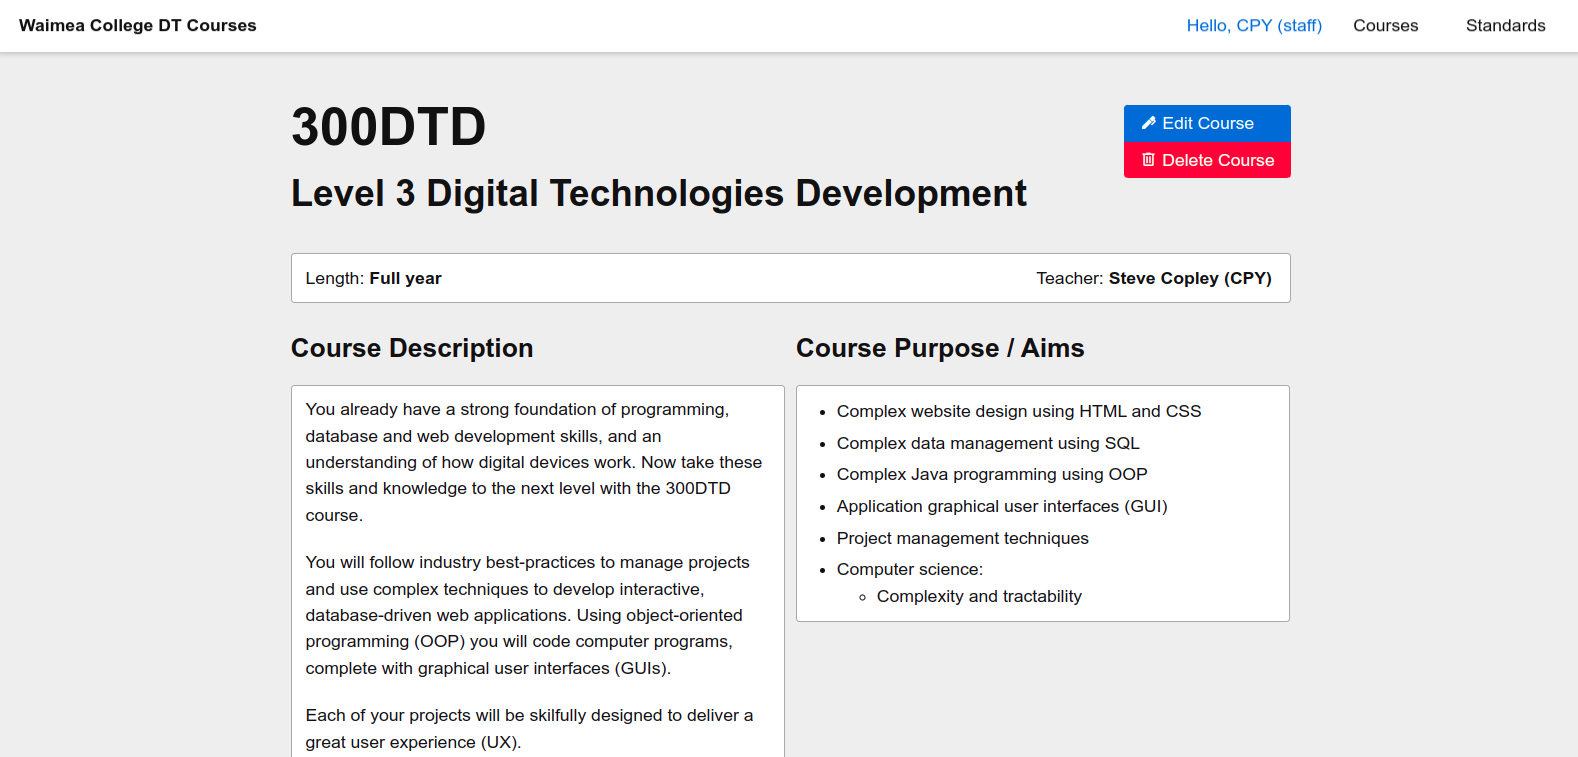 Waimea College DT Courses
Hello, CPY (staff)
Courses
Standards
300DTD
Edit Course
Delete Course
Level 3 Digital Technologies Development
Length: Full year
Teacher: Steve Copley (CPY)
Course Description
You already have a strong foundation of programming,
database and web development skills, and an
understanding of how digital devices work. Now take these
skills and knowledge to the next level with the 300DTD
course.
You will follow industry best-practices to manage projects
and use complex techniques to develop interactive,
database-driven web applications. Using object-oriented
programming (OOP) you will code computer programs,
complete with graphical user interfaces (GUIs).
Each of your projects will be skilfully designed to deliver a
great user experience (UX).
Course Purpose / Aims
• Complex website design using HTML and CSS
• Complex data management using SQL
• Complex Java programming using OOP
• Application graphical user interfaces (GUI)
• Project management techniques
• Computer science:
◦ Complexity and tractability